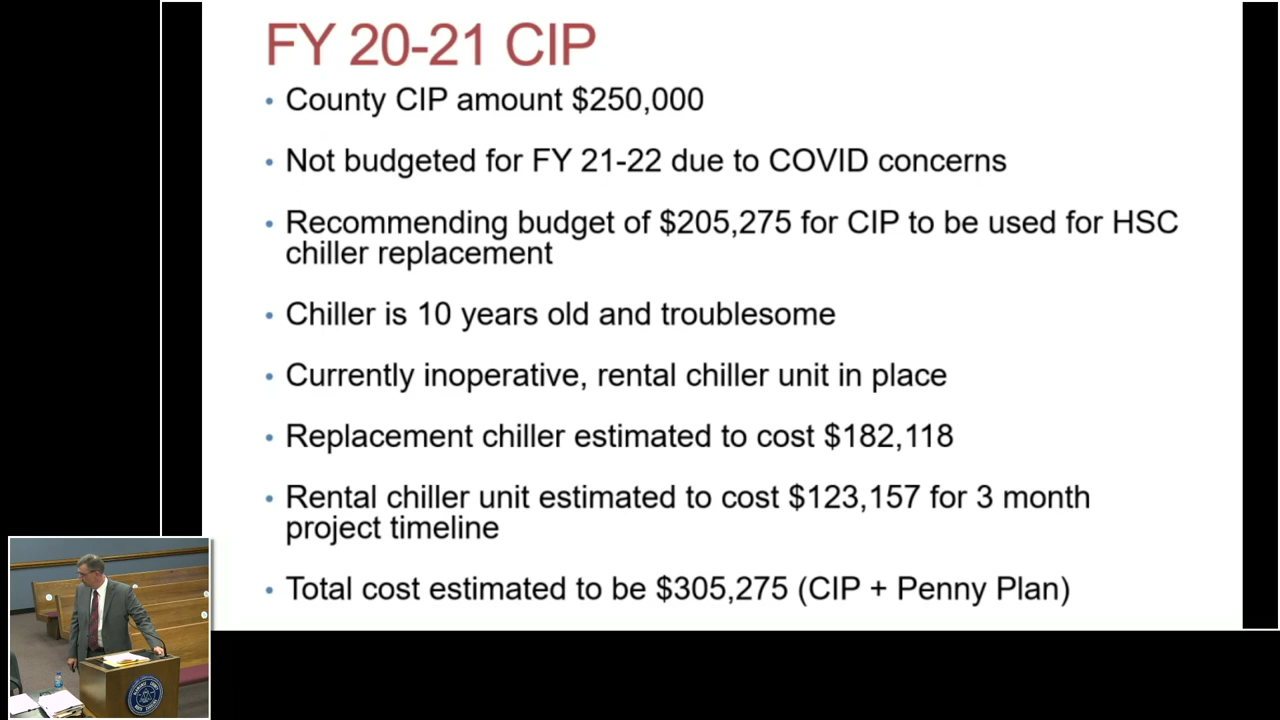 FY 20-21 CIP
• County CIP amount $250,000
• Not budgeted for FY 21-22 due to COVID concerns
• Recommending budget of $205,275 for CIP to be used for HSC
chiller replacement
• Chiller is 10 years old and troublesome
• Currently inoperative, rental chiller unit in place
• Replacement chiller estimated to cost $182,118
• Rental chiller unit estimated to cost $123,157 for 3 month
project timeline
• Total cost estimated to be $305,275 (CIP + Penny Plan)